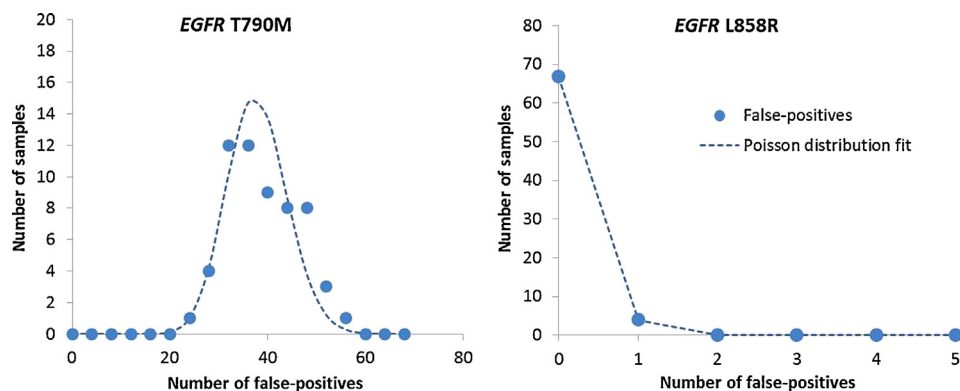 EGFR T790M
Number of samples
20
18
16
14
12
10
8
6
4
2
0
0 20 40 60 80
Number of false-positives
EGFR L858R
Number of samples
80
70
60
50
40
30
20
10
0
False-positives
Poisson distribution fit
0 1 2 3 4 5
Number of false-positives